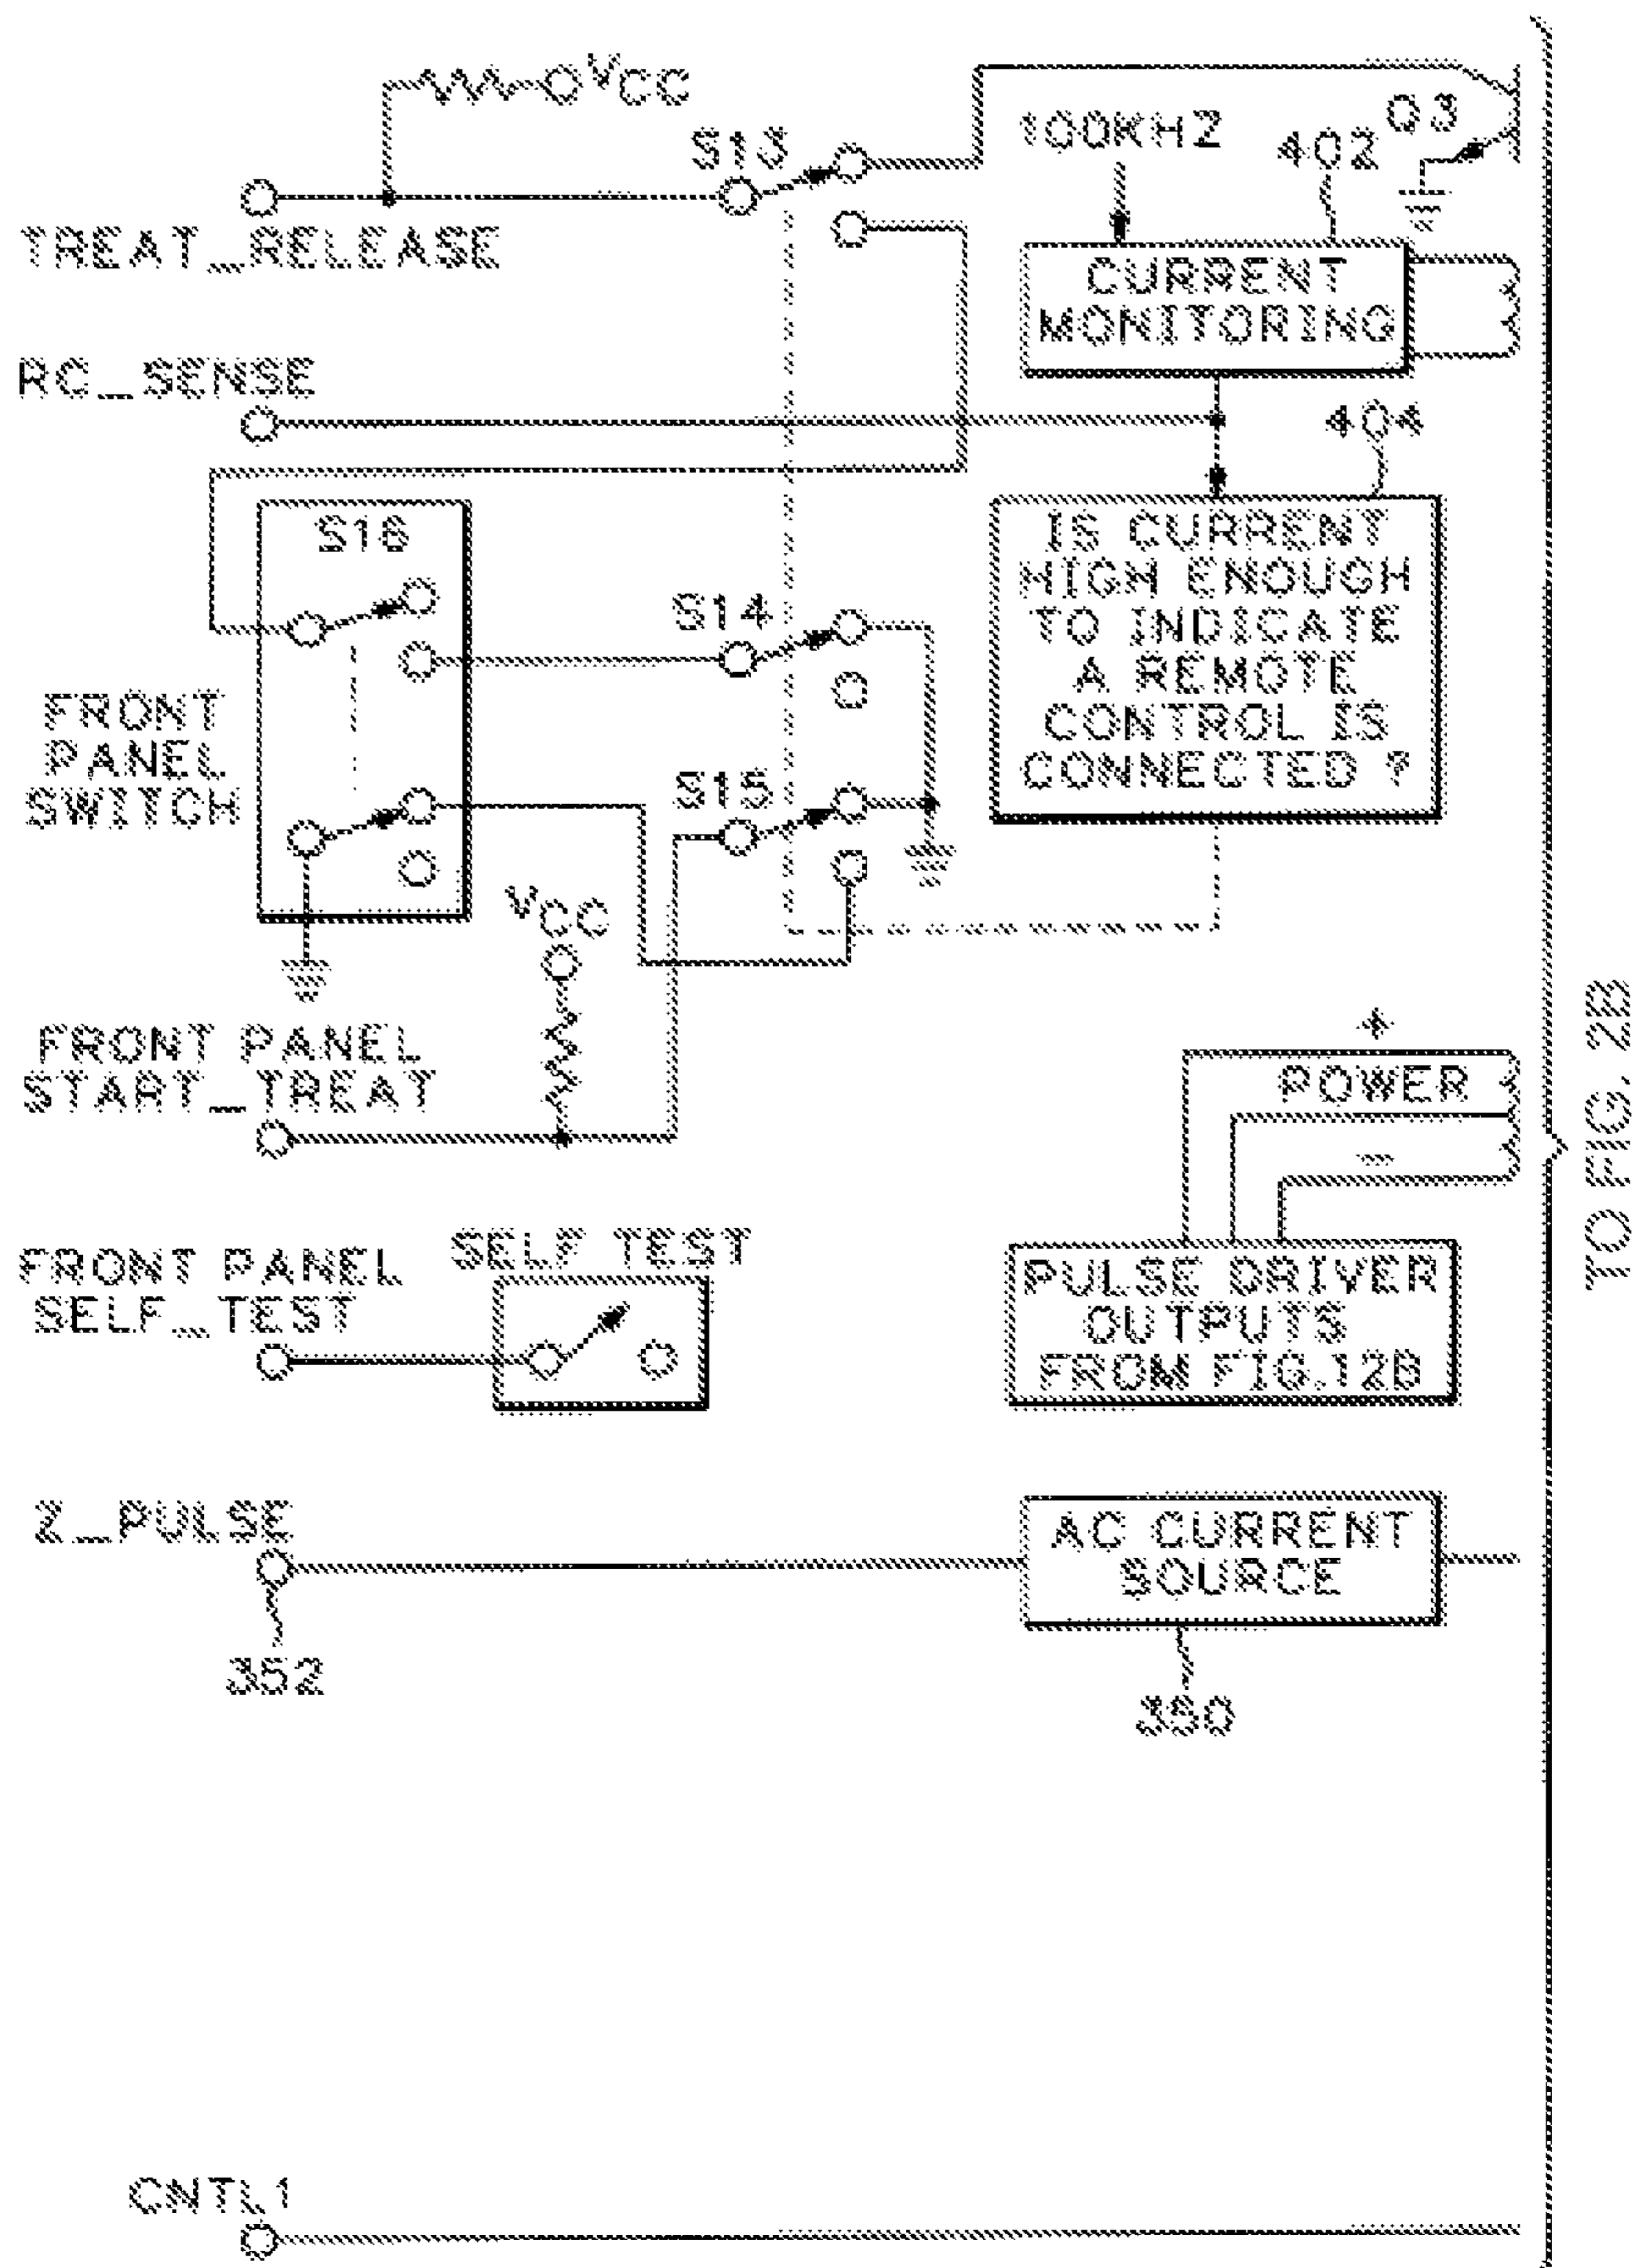 VCC
S13
100KHZ
402
Q3
TREAT_RELEASE
CURRENT
MONITORING
RC_SENSE
404
S16
IS CURRENT
HIGH ENOUGH
TO INDICATE
A REMOTE
CONTROL IS
CONNECTED ?
S14
FRONT
PANEL
SWITCH
S15
VCC
FRONT PANEL
START_TREAT
+
POWER
-
TO FIG. 2B
FRONT PANEL
SELF_TEST
SELF TEST
PULSE DRIVER
OUTPUTS
FROM FIG.12B
Z_PULSE
AC CURRENT
SOURCE
352
350
CNTL1